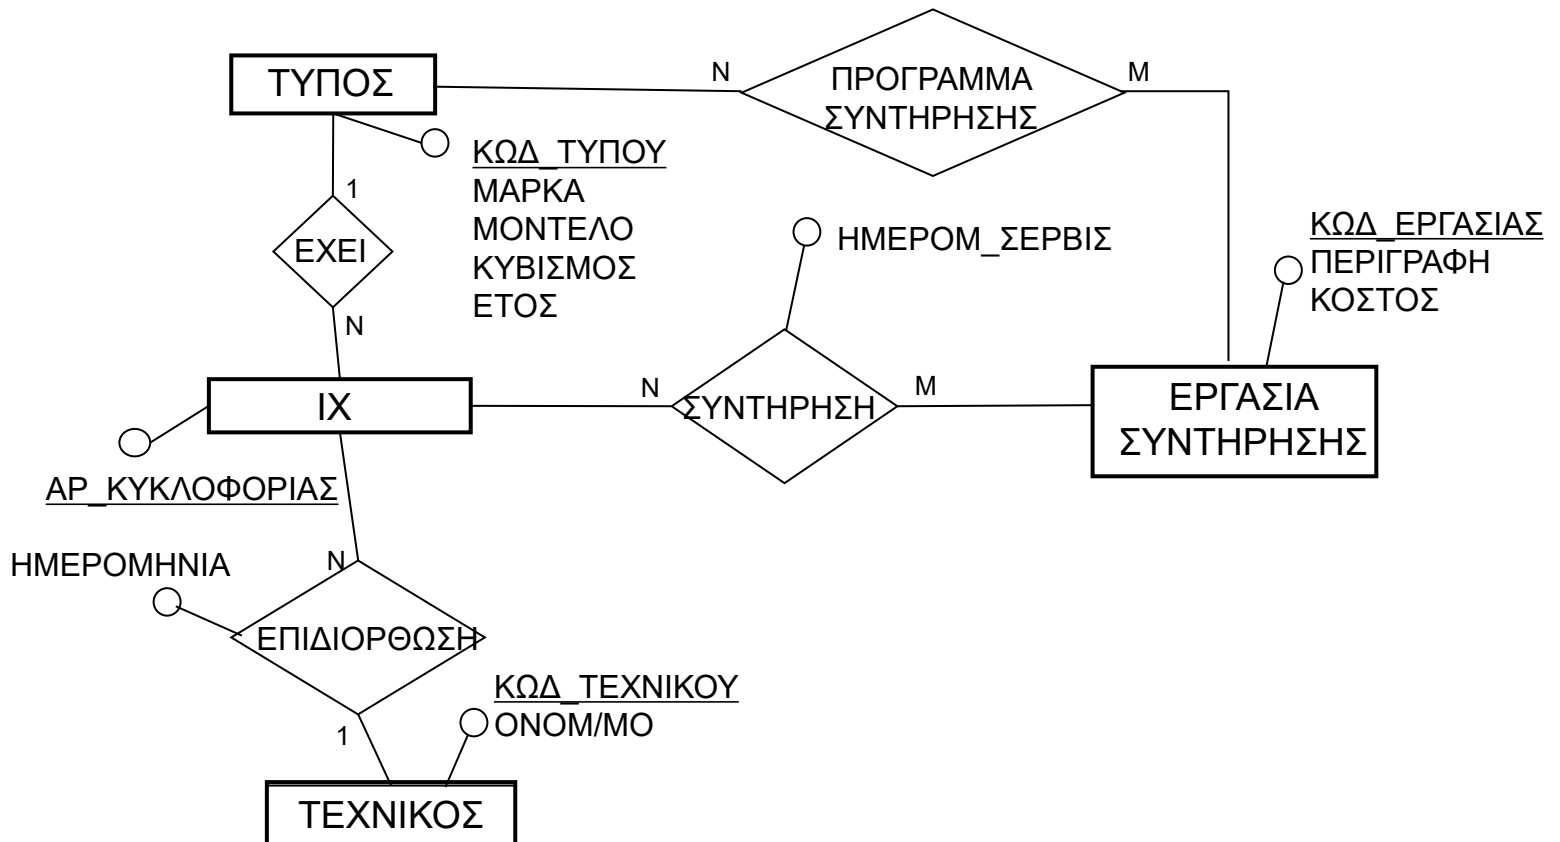 ΤΥΠΟΣ
Ν
ΠΡΟΓΡΑΜΜΑ
ΣΥΝΤΗΡΗΣΗΣ
Μ
ΚΩΔ_ΤΥΠΟΥ
ΜΑΡΚΑ
ΜΟΝΤΕΛΟ
ΚΥΒΙΣΜΟΣ
ΕΤΟΣ
1
ΕΧΕΙ
Ν
ΗΜΕΡΟΜ_ΣΕΡΒΙΣ
ΚΩΔ_ΕΡΓΑΣΙΑΣ
ΠΕΡΙΓΡΑΦΗ
ΚΟΣΤΟΣ
ΙΧ
Ν
ΣΥΝΤΗΡΗΣΗ
Μ
ΕΡΓΑΣΙΑ
ΣΥΝΤΗΡΗΣΗΣ
ΑΡ_ΚΥΚΛΟΦΟΡΙΑΣ
Ν
ΗΜΕΡΟΜΗΝΙΑ
ΕΠΙΔΙΟΡΘΩΣΗ
ΚΩΔ_ΤΕΧΝΙΚΟΥ
ΟΝΟΜ/ΜΟ
1
ΤΕΧΝΙΚΟΣ